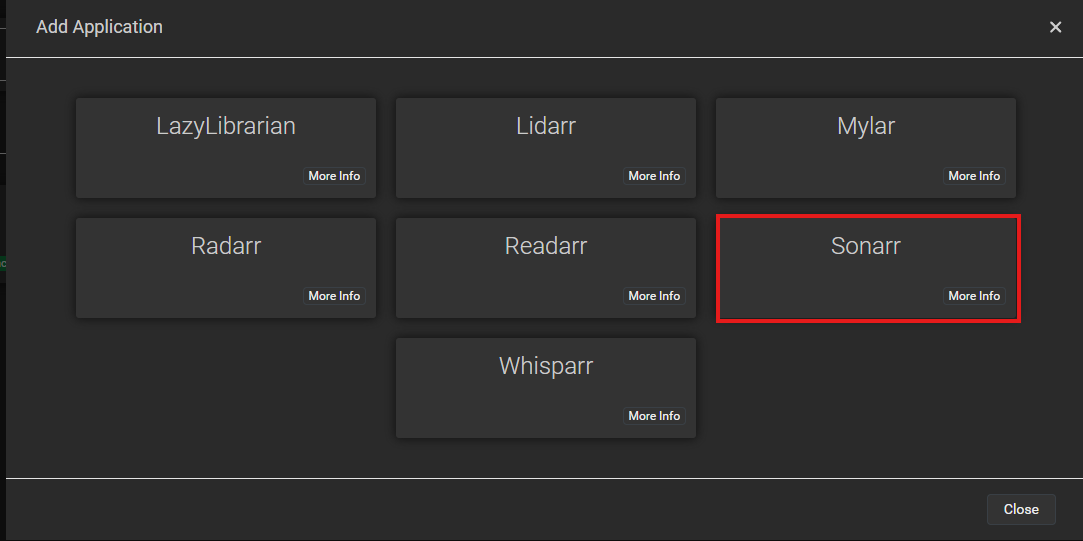 Add Application
LazyLibrarian
More Info
Lidarr
More Info
Mylar
More Info
Radarr
More Info
Readarr
More Info
Sonarr
More Info
Whisparr
More Info
Close